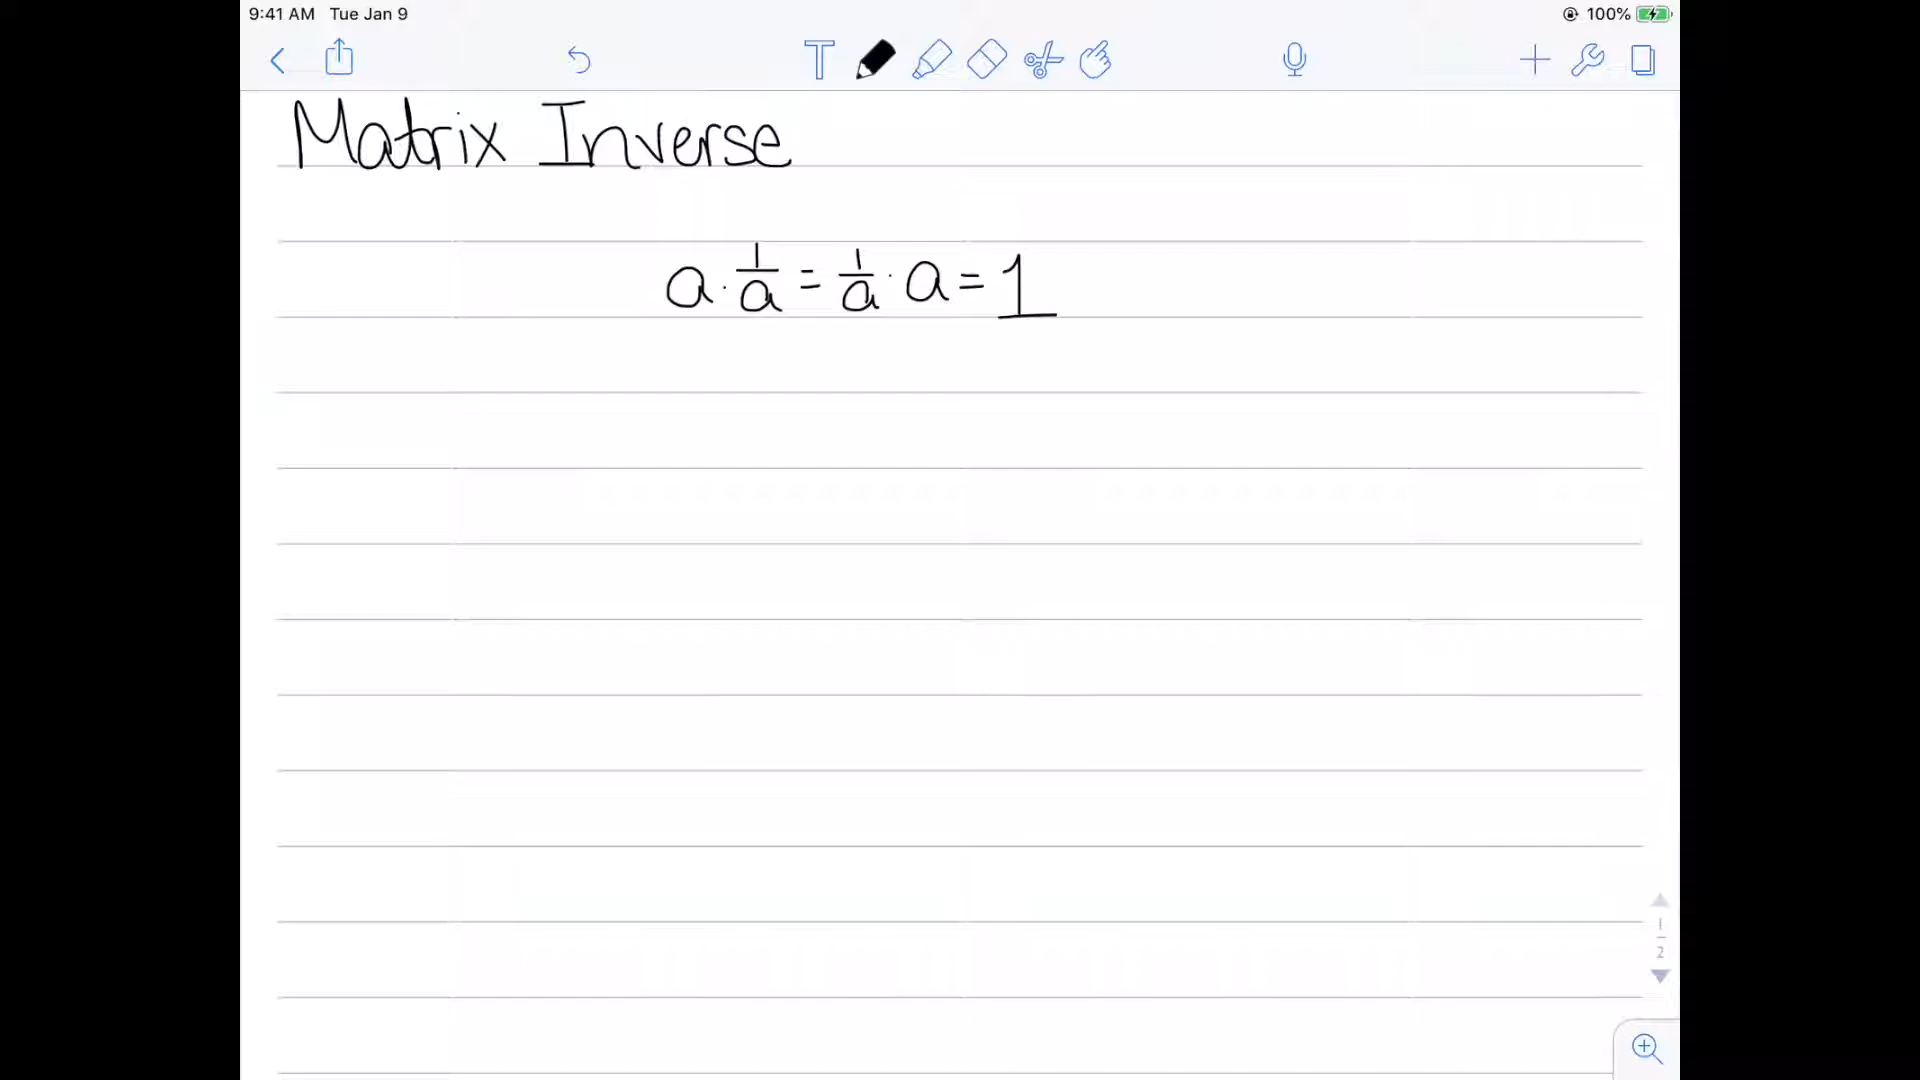 9:41 AM Tue Jan 9 100%
T
Matrix Inverse
a · 1/a = 1/a · a = 1
1
2